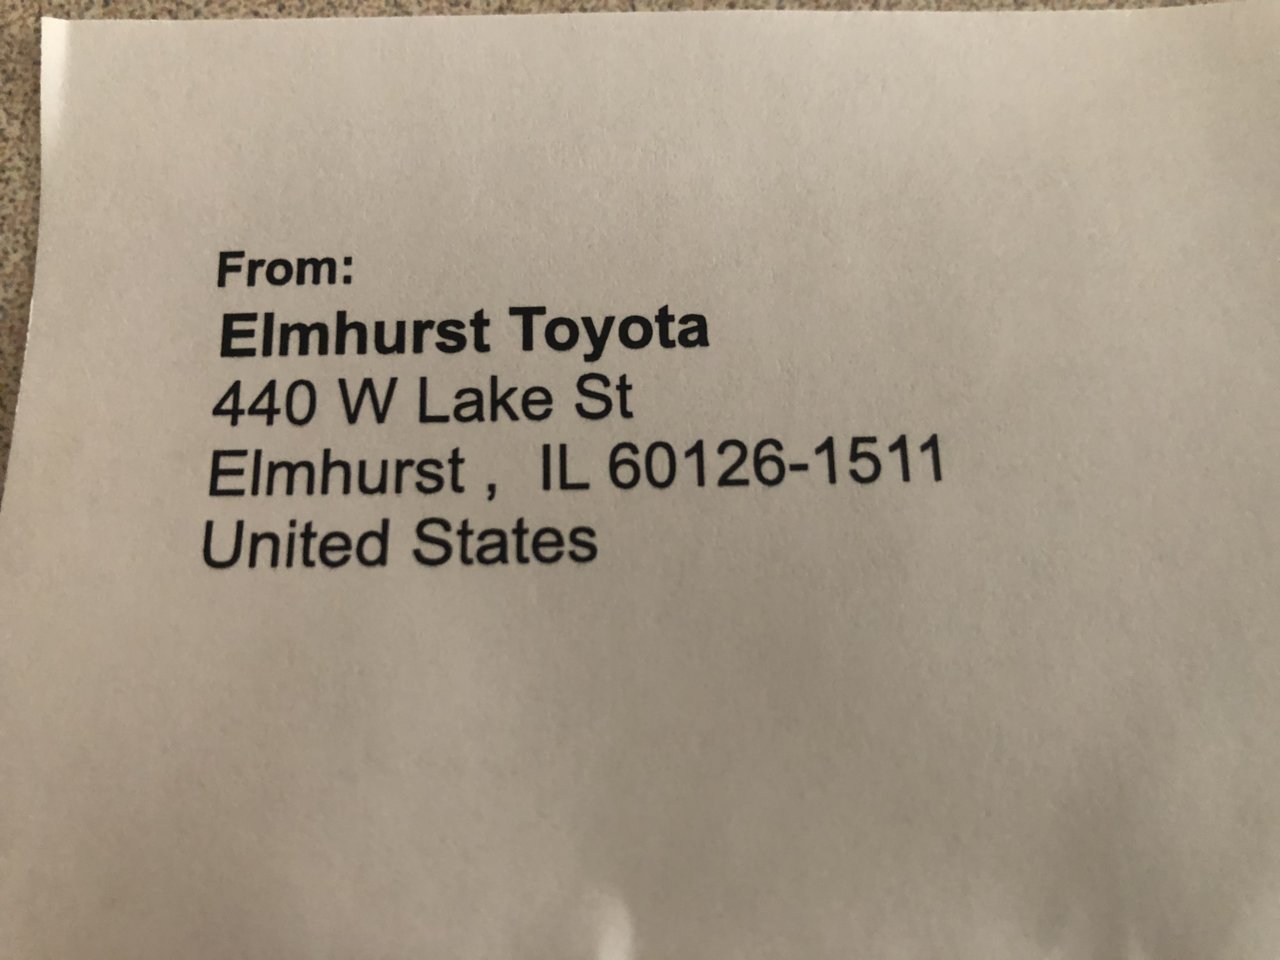 From:
Elmhurst Toyota
440 W Lake St
Elmhurst , IL 60126-1511
United States